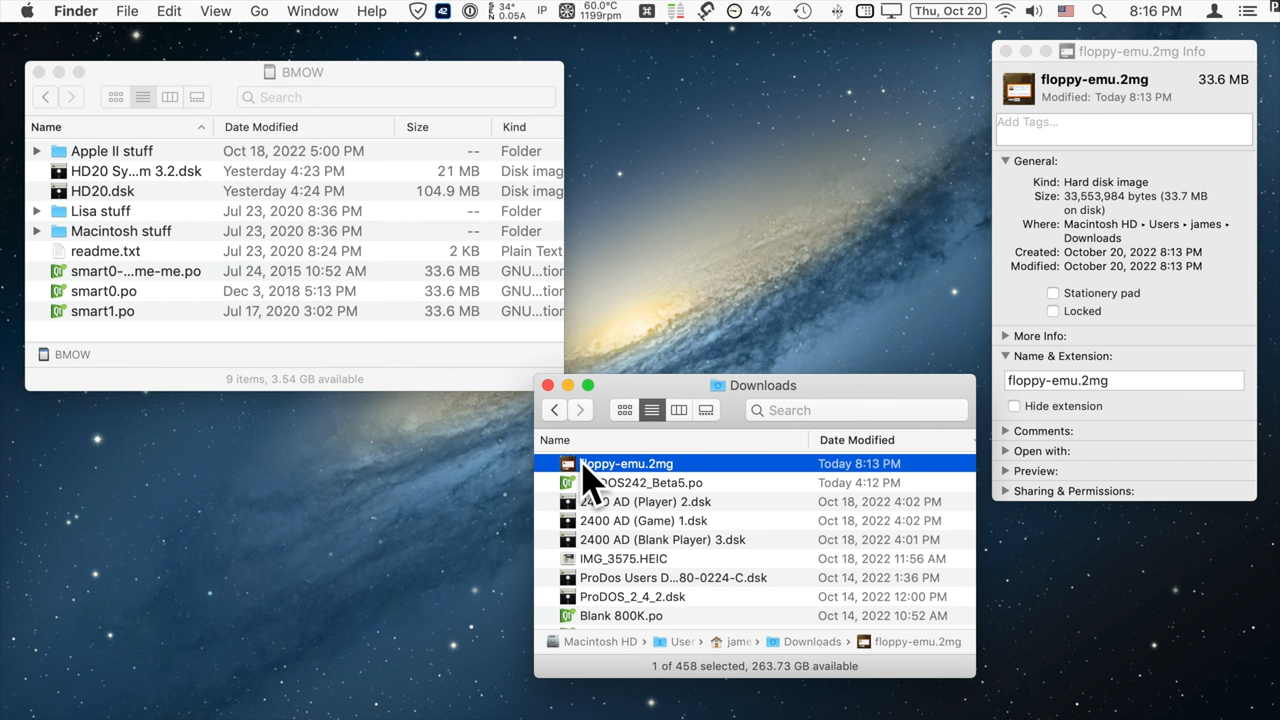 Finder File Edit View Go Window Help 42 34° 0.05A IP 60.0°C 1199rpm 4% Thu, Oct 20 8:16 PM
BMOW
Search
Name Date Modified Size Kind
Apple II stuff Oct 18, 2022 5:00 PM -- Folder
HD20 Sy...m 3.2.dsk Yesterday 4:23 PM 21 MB Disk imag
HD20.dsk Yesterday 4:24 PM 104.9 MB Disk imag
Lisa stuff Jul 23, 2020 8:36 PM -- Folder
Macintosh stuff Jul 23, 2020 8:36 PM -- Folder
readme.txt Jul 23, 2020 8:24 PM 2 KB Plain Text
smart0-...me-me.po Jul 24, 2015 10:52 AM 33.6 MB GNU...tion
smart0.po Dec 3, 2018 5:13 PM 33.6 MB GNU...tion
smart1.po Jul 17, 2020 3:02 PM 33.6 MB GNU...tion
BMOW
9 items, 3.54 GB available
floppy-emu.2mg Info
floppy-emu.2mg 33.6 MB
Modified: Today 8:13 PM
Add Tags...
General:
Kind: Hard disk image
Size: 33,553,984 bytes (33.7 MB
on disk)
Where: Macintosh HD ▸ Users ▸ james ▸
Downloads
Created: October 20, 2022 8:13 PM
Modified: October 20, 2022 8:13 PM
Stationery pad
Locked
More Info:
Name & Extension:
floppy-emu.2mg
Hide extension
Comments:
Open with:
Preview:
Sharing & Permissions:
Downloads
Search
Name Date Modified
floppy-emu.2mg Today 8:13 PM
DOS242_Beta5.po Today 4:12 PM
2400 AD (Player) 2.dsk Oct 18, 2022 4:02 PM
2400 AD (Game) 1.dsk Oct 18, 2022 4:02 PM
2400 AD (Blank Player) 3.dsk Oct 18, 2022 4:01 PM
IMG_3575.HEIC Oct 18, 2022 11:56 AM
ProDos Users D...80-0224-C.dsk Oct 14, 2022 1:36 PM
ProDOS_2_4_2.dsk Oct 14, 2022 12:00 PM
Blank 800K.po Oct 14, 2022 10:52 AM
Macintosh HD › User › jame › Downloads › floppy-emu.2mg
1 of 458 selected, 263.73 GB available